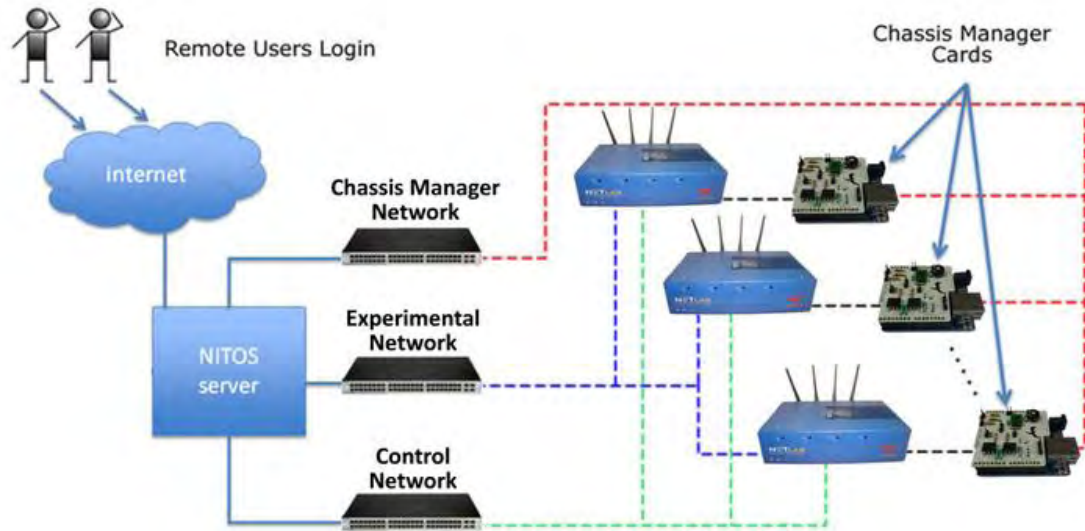 Remote Users Login
Chassis Manager
Cards
internet
Chassis Manager
Network
Experimental
Network
NITOS
server
Control
Network